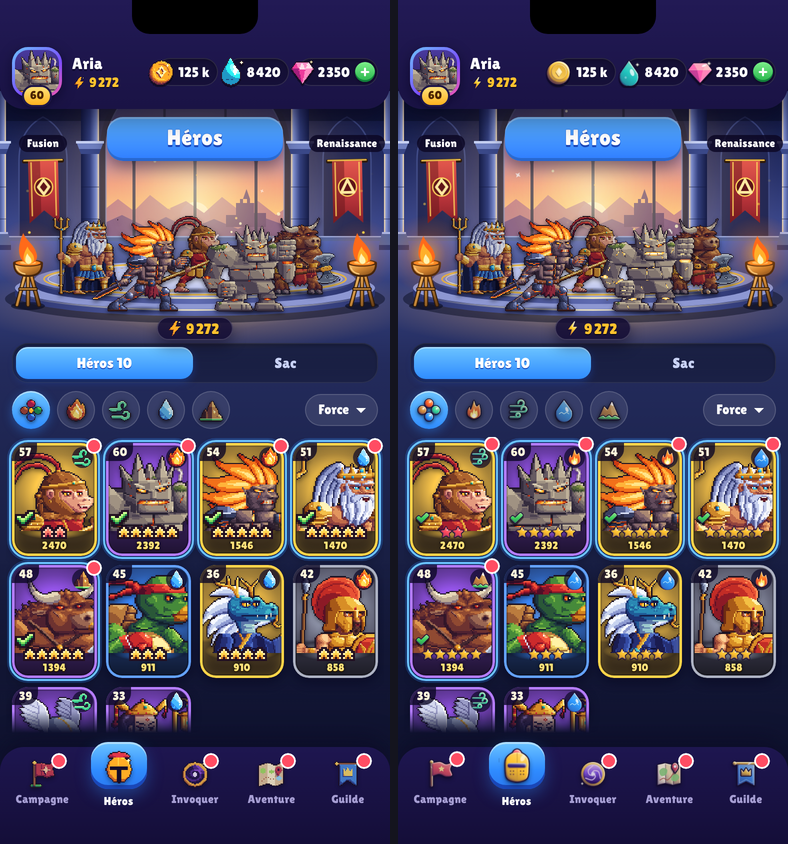 Aria
9272
60
125 k
8420
2350
Fusion
Héros
Renaissance
9272
Héros 10
Sac
Force
57
60
54
51
2470
2392
1546
1470
48
45
36
42
1394
911
910
858
39
33
Campagne
Héros
Invoquer
Aventure
Guilde
Aria
9272
60
125 k
8420
2350
Fusion
Héros
Renaissance
9272
Héros 10
Sac
Force
57
60
54
51
2470
2392
1546
1470
48
45
36
42
1394
911
910
858
39
33
Campagne
Héros
Invoquer
Aventure
Guilde